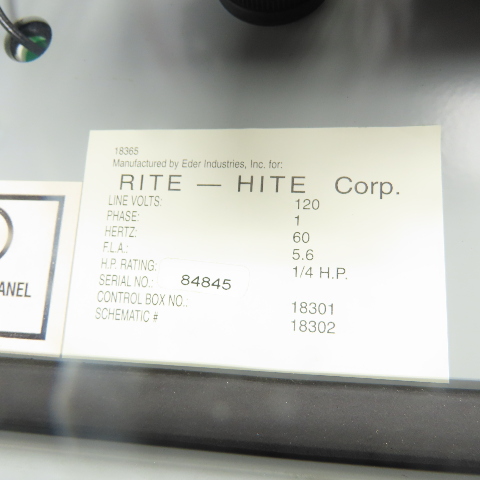 18365
Manufactured by Eder Industries, Inc. for:
RITE — HITE Corp.
LINE VOLTS: 120
PHASE: 1
HERTZ: 60
F.L.A.: 5.6
H.P. RATING: 1/4 H.P.
SERIAL NO.: 84845
CONTROL BOX NO.: 18301
SCHEMATIC # 18302
ANEL